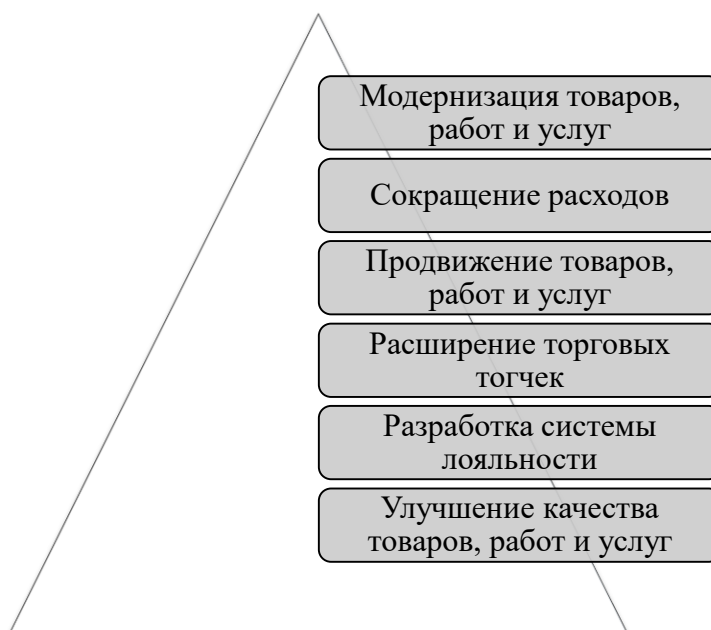 Модернизация товаров,
работ и услуг
Сокращение расходов
Продвижение товаров,
работ и услуг
Расширение торговых
тогчек
Разработка системы
лояльности
Улучшение качества
товаров, работ и услуг